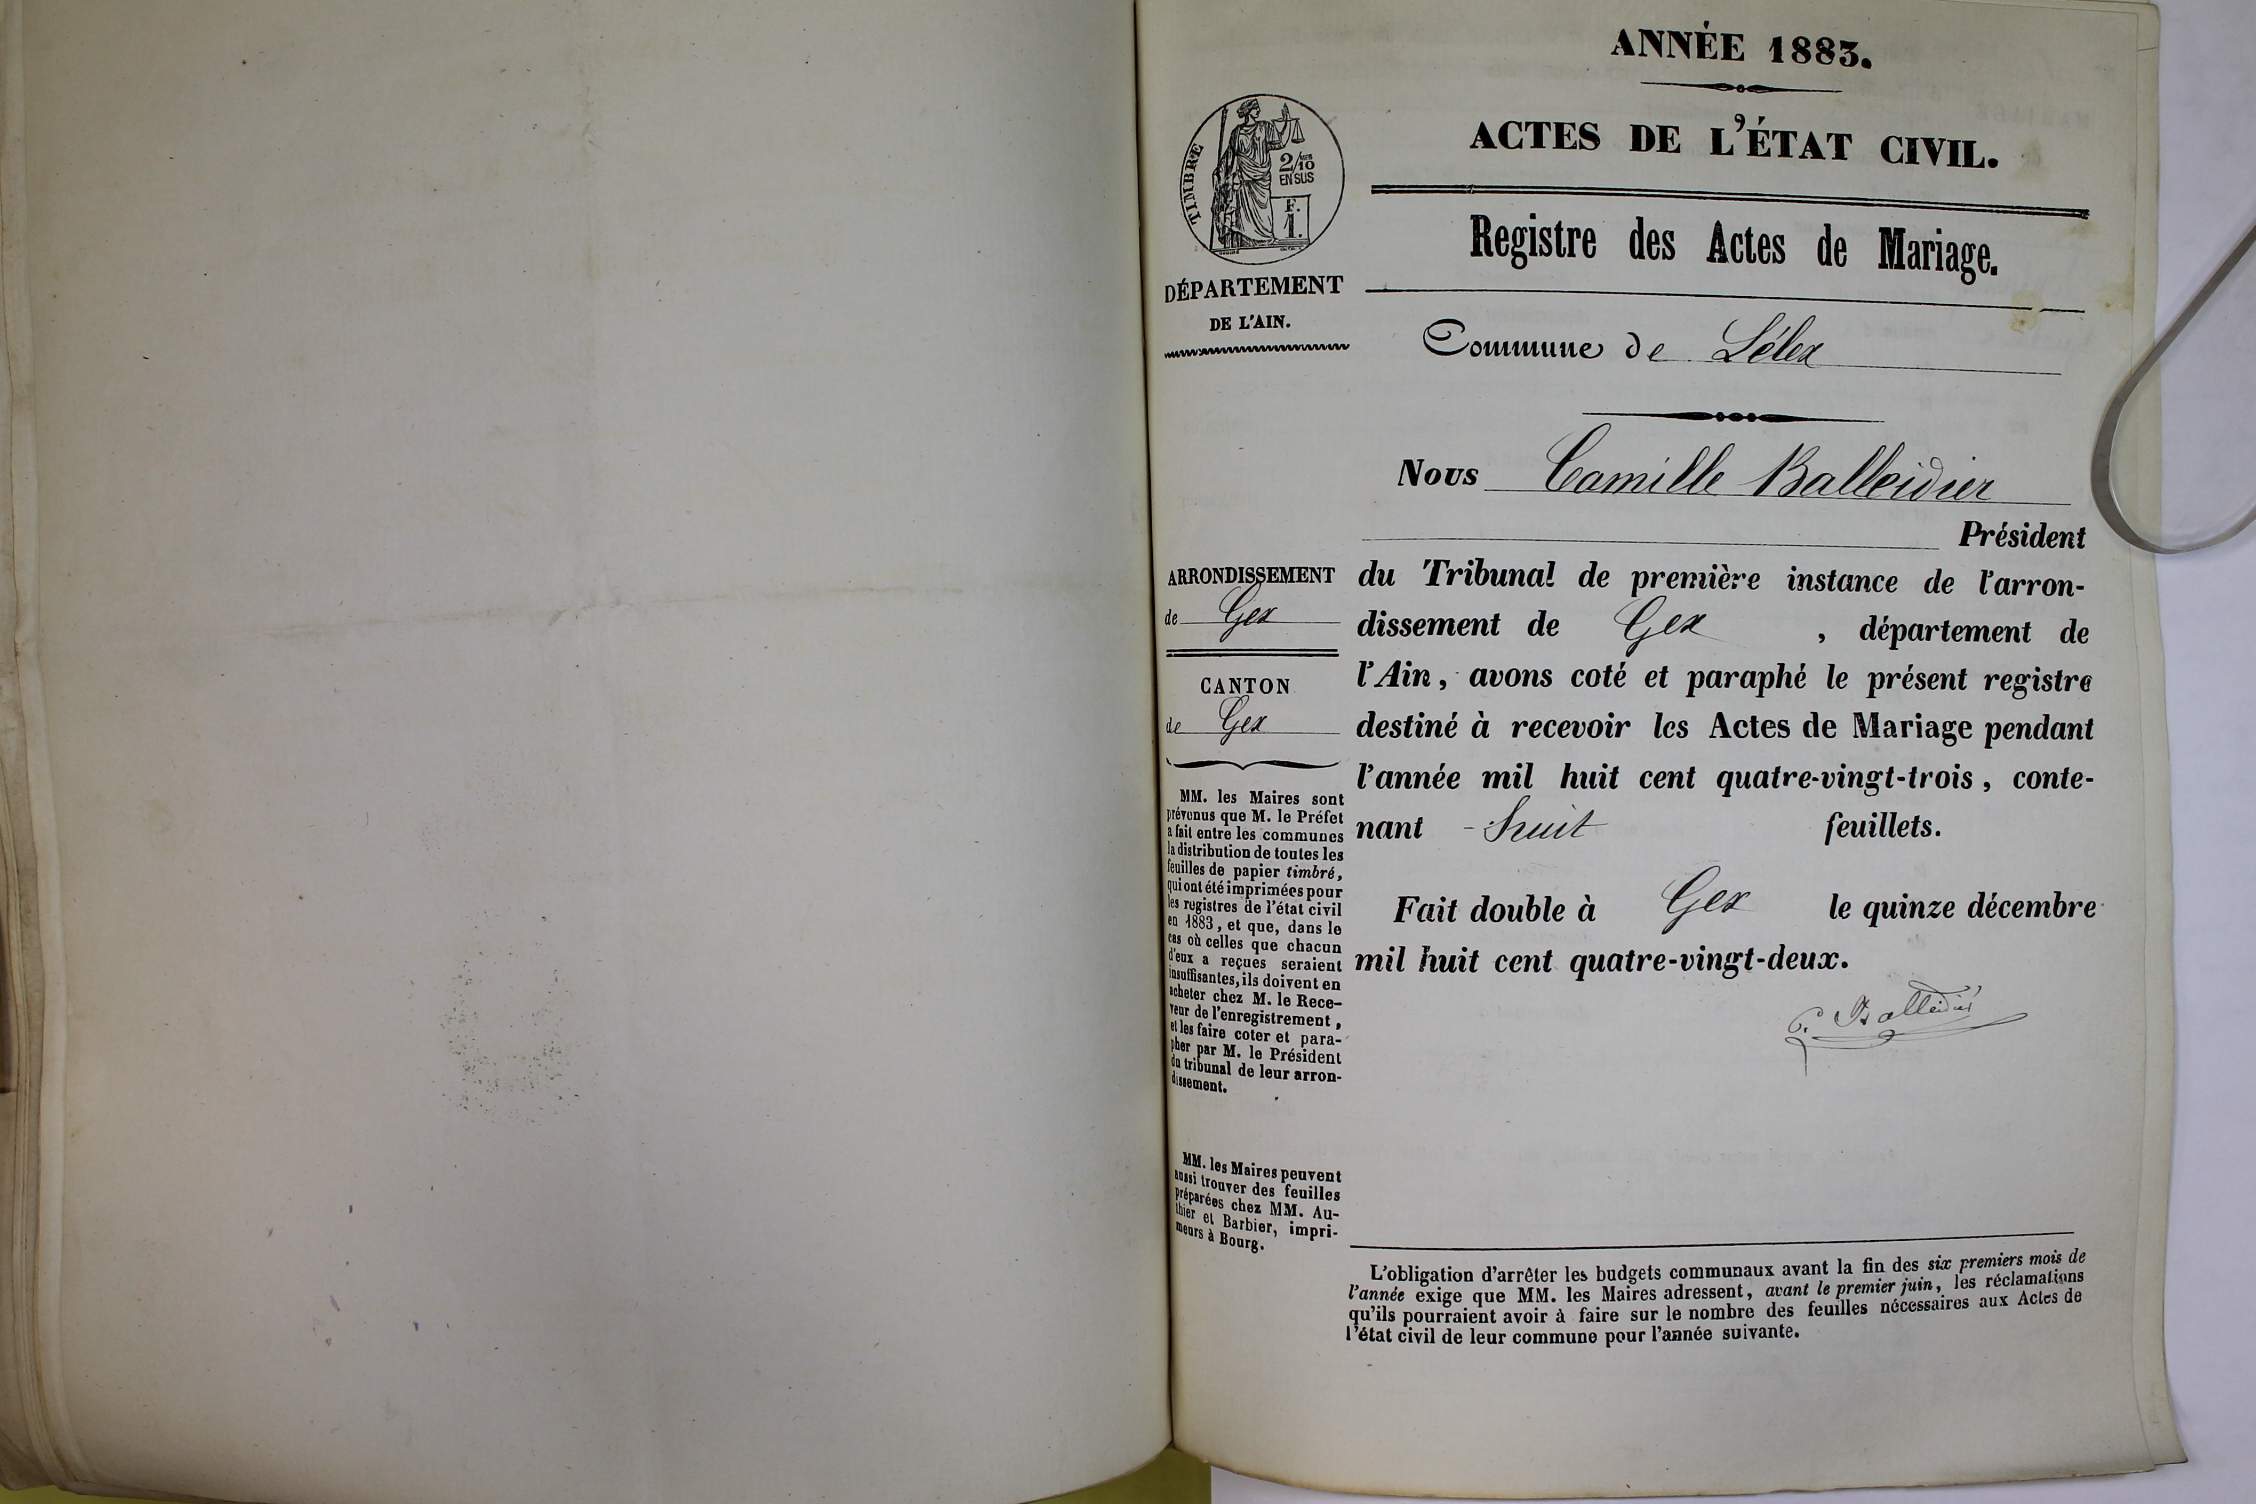 ANNÉE 1883.
ACTES DE L'ÉTAT CIVIL.
Registre des Actes de Mariage.
TIMBRE
2/10
EN SUS
F.
1.
DÉPARTEMENT
DE L'AIN.
Commune de Lélex
Nous Camille Balleidier
Président
du Tribunal de première instance de l'arron-
dissement de Gex , département de
l'Ain, avons coté et paraphé le présent registre
destiné à recevoir les Actes de Mariage pendant
l'année mil huit cent quatre-vingt-trois, conte-
nant - huit feuillets.
Fait double à Gex le quinze décembre
mil huit cent quatre-vingt-deux.
C. Balleidier
ARRONDISSEMENT
de Gex
CANTON
de Gex
MM. les Maires sont
prévenus que M. le Préfet
a fait entre les communes
la distribution de toutes les
feuilles de papier timbré,
qui ont été imprimées pour
les registres de l'état civil
en 1883, et que, dans le
cas où celles que chacun
d'eux a reçues seraient
insuffisantes, ils doivent en
acheter chez M. le Rece-
veur de l'enregistrement,
et les faire coter et para-
pher par M. le Président
du tribunal de leur arron-
dissement.
MM. les Maires peuvent
aussi trouver des feuilles
préparées chez MM. Au-
thier et Barbier, impri-
meurs à Bourg.
L'obligation d'arrêter les budgets communaux avant la fin des six premiers mois de
l'année exige que MM. les Maires adressent, avant le premier juin, les réclamations
qu'ils pourraient avoir à faire sur le nombre des feuilles nécessaires aux Actes de
l'état civil de leur commune pour l'année suivante.